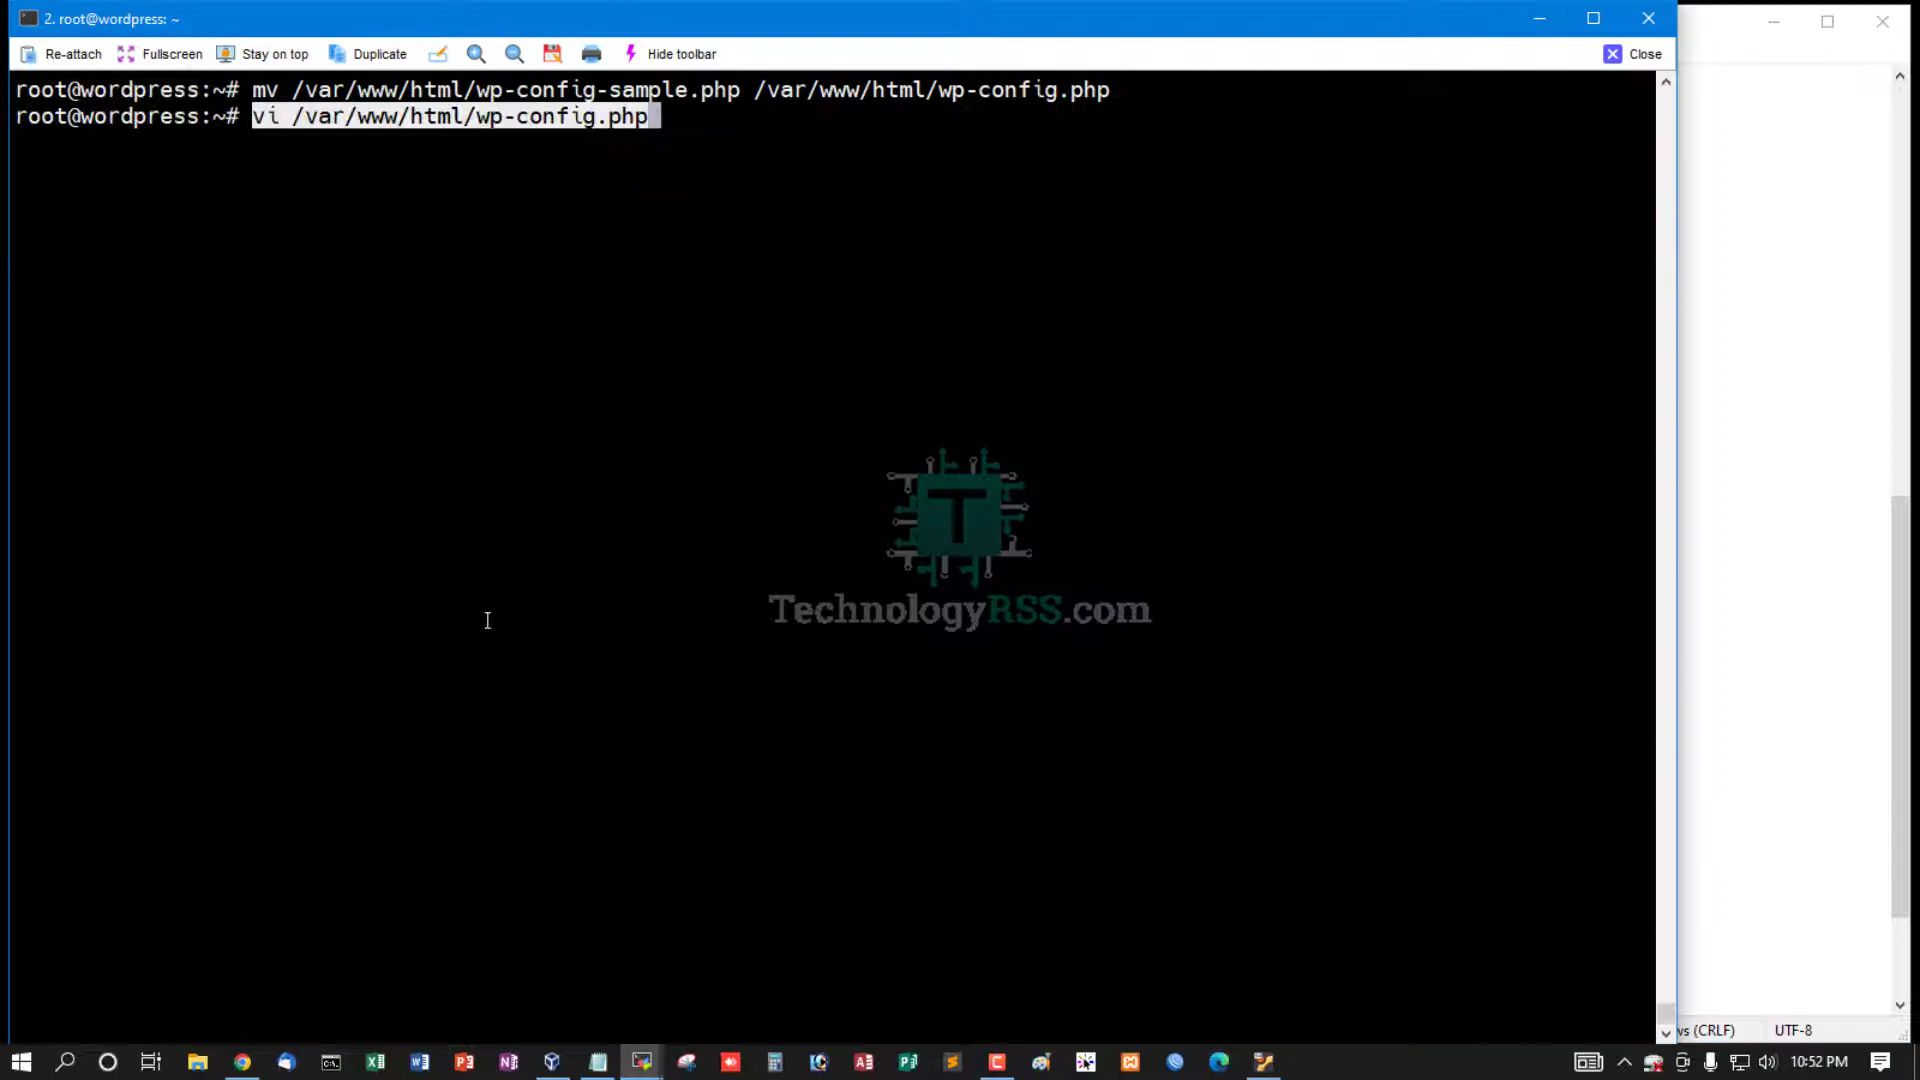 2. root@wordpress: ~
Re-attach Fullscreen Stay on top Duplicate Hide toolbar Close
root@wordpress:~# mv /var/www/html/wp-config-sample.php /var/www/html/wp-config.php
root@wordpress:~# vi /var/www/html/wp-config.php
T
TechnologyRSS.com
ws (CRLF) UTF-8
10:52 PM